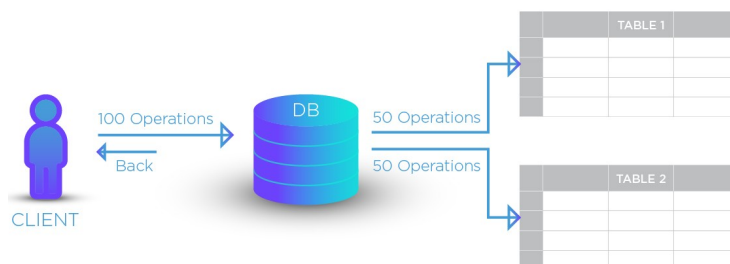 TABLE 1
100 Operations
DB
50 Operations
Back
50 Operations
CLIENT
TABLE 2